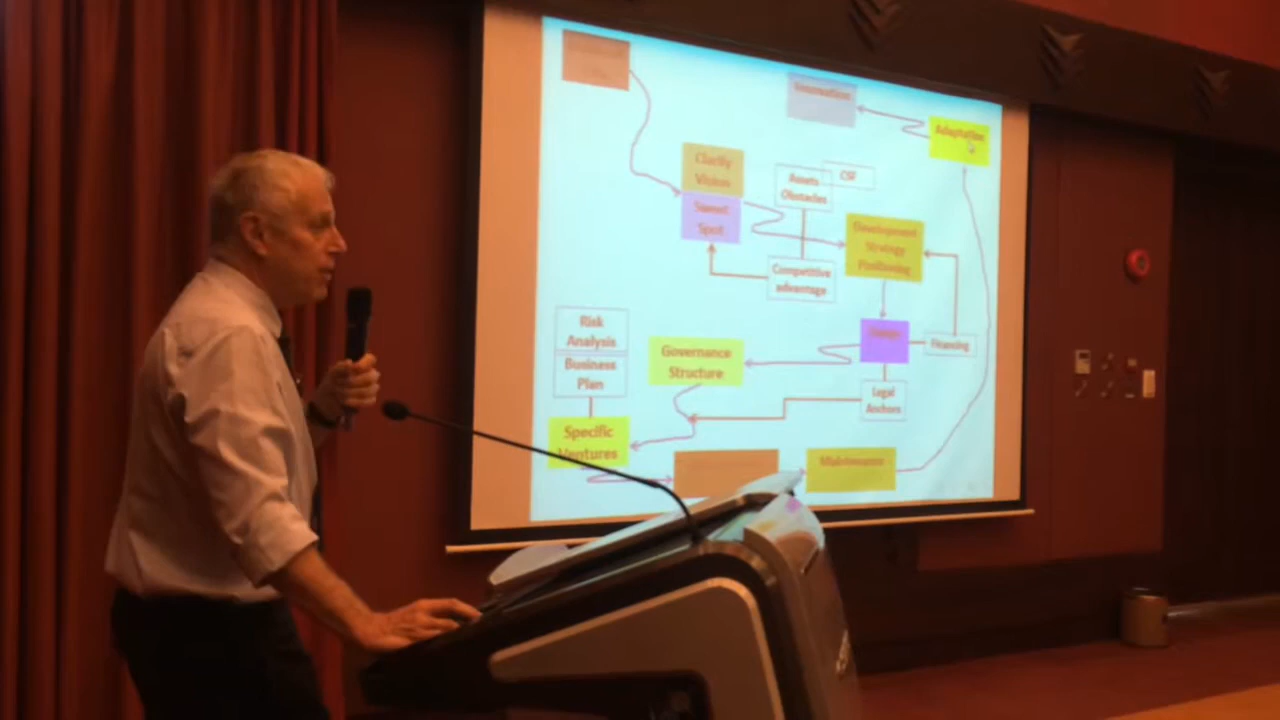 Innovation
Adaptation
Clarify
Vision
Assets
Obstacles
CSF
Sweet
Spot
Development
Strategy
Positioning
Competitive
advantage
Risk
Analysis
Business
Plan
Governance
Structure
Financing
Legal
Anchors
Specific
Ventures
Maintenance